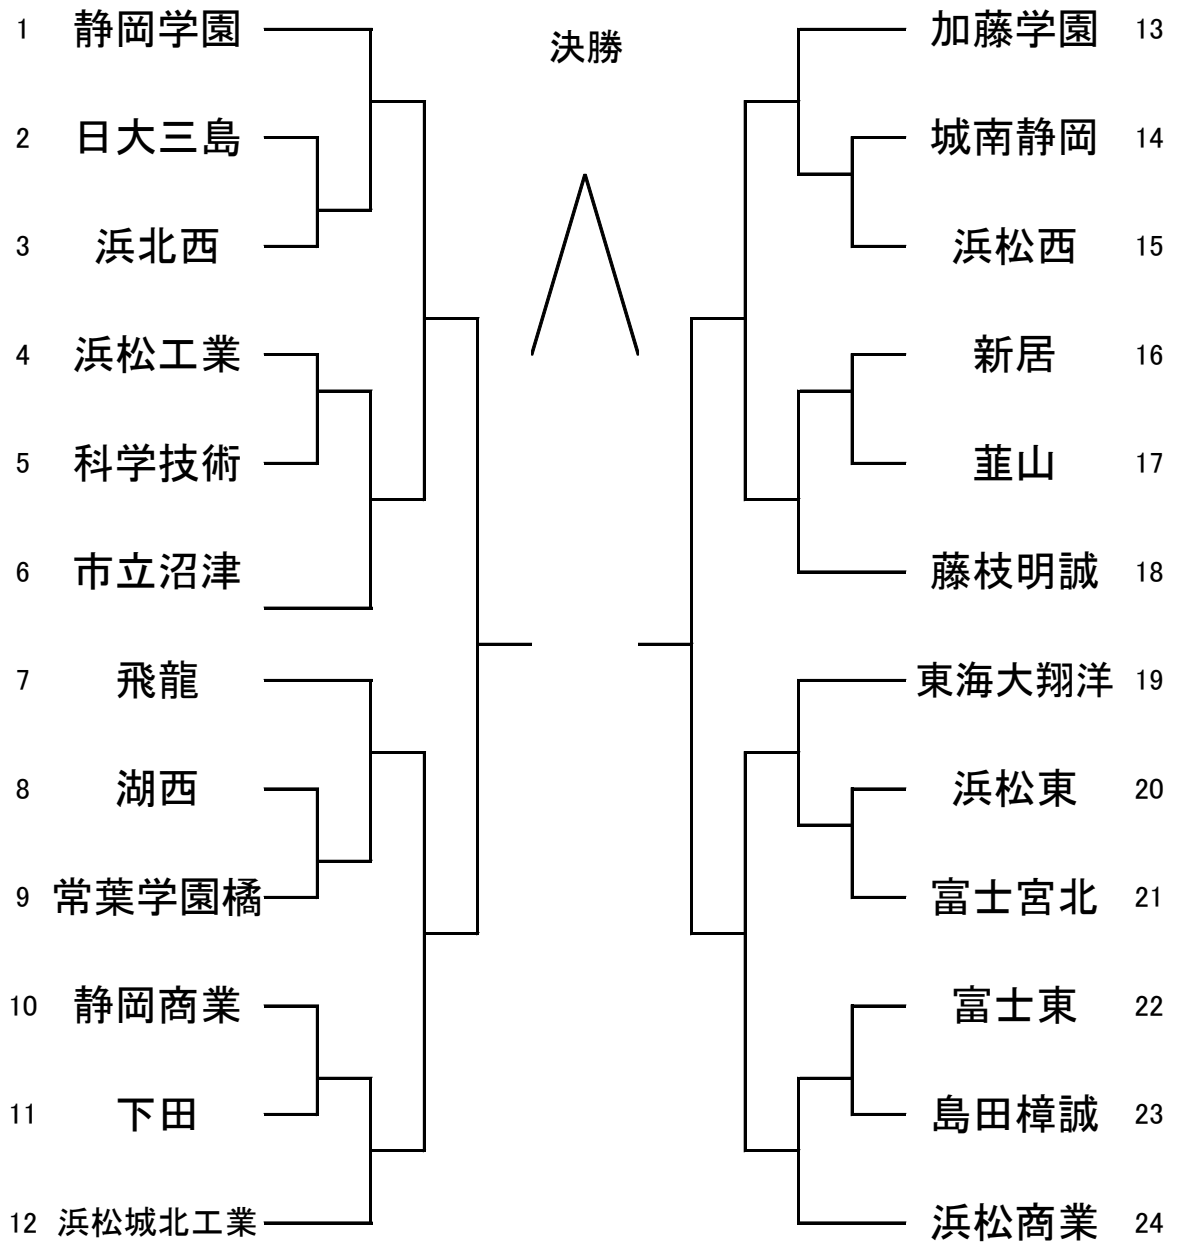 決勝
1 静岡学園
2 日大三島
3 浜北西
4 浜松工業
5 科学技術
6 市立沼津
7 飛龍
8 湖西
9 常葉学園橘
10 静岡商業
11 下田
12 浜松城北工業
加藤学園 13
城南静岡 14
浜松西 15
新居 16
韮山 17
藤枝明誠 18
東海大翔洋 19
浜松東 20
富士宮北 21
富士東 22
島田樟誠 23
浜松商業 24